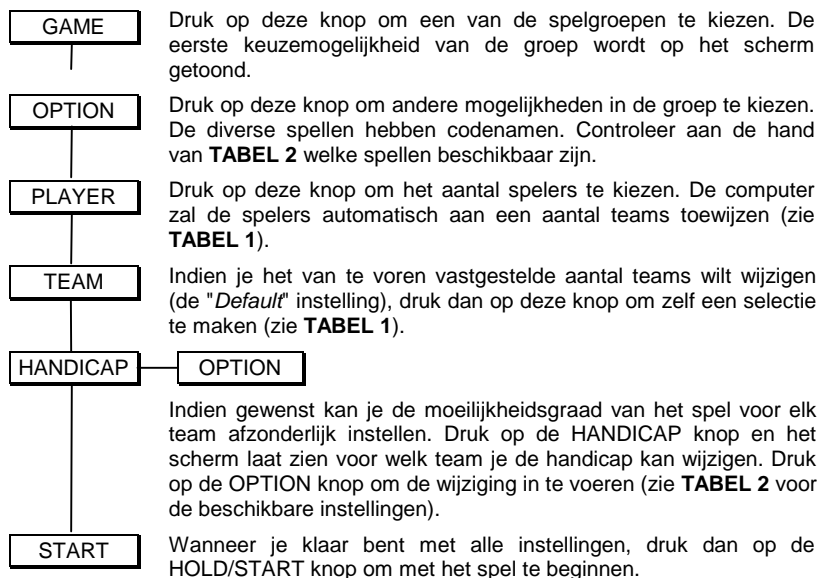 GAME
Druk op deze knop om een van de spelgroepen te kiezen. De
eerste keuzemogelijkheid van de groep wordt op het scherm
getoond.
OPTION
Druk op deze knop om andere mogelijkheden in de groep te kiezen.
De diverse spellen hebben codenamen. Controleer aan de hand
van TABEL 2 welke spellen beschikbaar zijn.
PLAYER
Druk op deze knop om het aantal spelers te kiezen. De computer
zal de spelers automatisch aan een aantal teams toewijzen (zie
TABEL 1).
TEAM
Indien je het van te voren vastgestelde aantal teams wilt wijzigen
(de "Default" instelling), druk dan op deze knop om zelf een selectie
te maken (zie TABEL 1).
HANDICAP OPTION
Indien gewenst kan je de moeilijkheidsgraad van het spel voor elk
team afzonderlijk instellen. Druk op de HANDICAP knop en het
scherm laat zien voor welk team je de handicap kan wijzigen. Druk
op de OPTION knop om de wijziging in te voeren (zie TABEL 2 voor
de beschikbare instellingen).
START
Wanneer je klaar bent met alle instellingen, druk dan op de
HOLD/START knop om met het spel te beginnen.